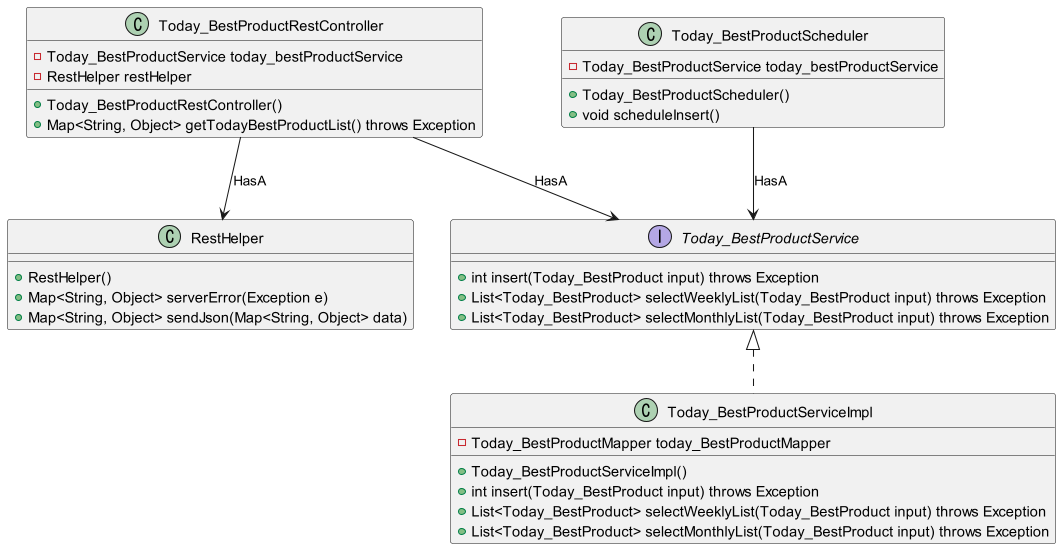 C Today_BestProductRestController
Today_BestProductService today_bestProductService
RestHelper restHelper
Today_BestProductRestController()
Map<String, Object> getTodayBestProductList() throws Exception
C Today_BestProductScheduler
Today_BestProductService today_bestProductService
Today_BestProductScheduler()
void scheduleInsert()
HasA
HasA
HasA
C RestHelper
RestHelper()
Map<String, Object> serverError(Exception e)
Map<String, Object> sendJson(Map<String, Object> data)
I Today_BestProductService
int insert(Today_BestProduct input) throws Exception
List<Today_BestProduct> selectWeeklyList(Today_BestProduct input) throws Exception
List<Today_BestProduct> selectMonthlyList(Today_BestProduct input) throws Exception
C Today_BestProductServiceImpl
Today_BestProductMapper today_BestProductMapper
Today_BestProductServiceImpl()
int insert(Today_BestProduct input) throws Exception
List<Today_BestProduct> selectWeeklyList(Today_BestProduct input) throws Exception
List<Today_BestProduct> selectMonthlyList(Today_BestProduct input) throws Exception